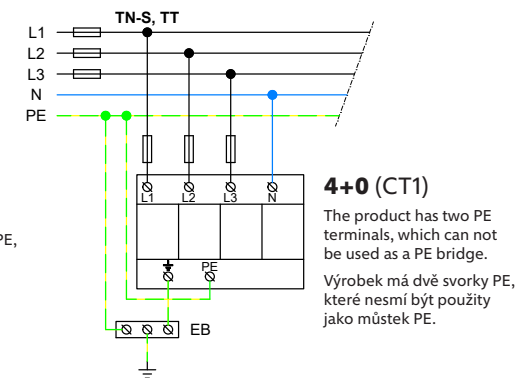 TN-S, TT
L1
L2
L3
N
PE
L1 L2 L3 N
PE
EB
PE,
4+0 (CT1)
The product has two PE
terminals, which can not
be used as a PE bridge.
Výrobek má dvě svorky PE,
které nesmí být použity
jako můstek PE.